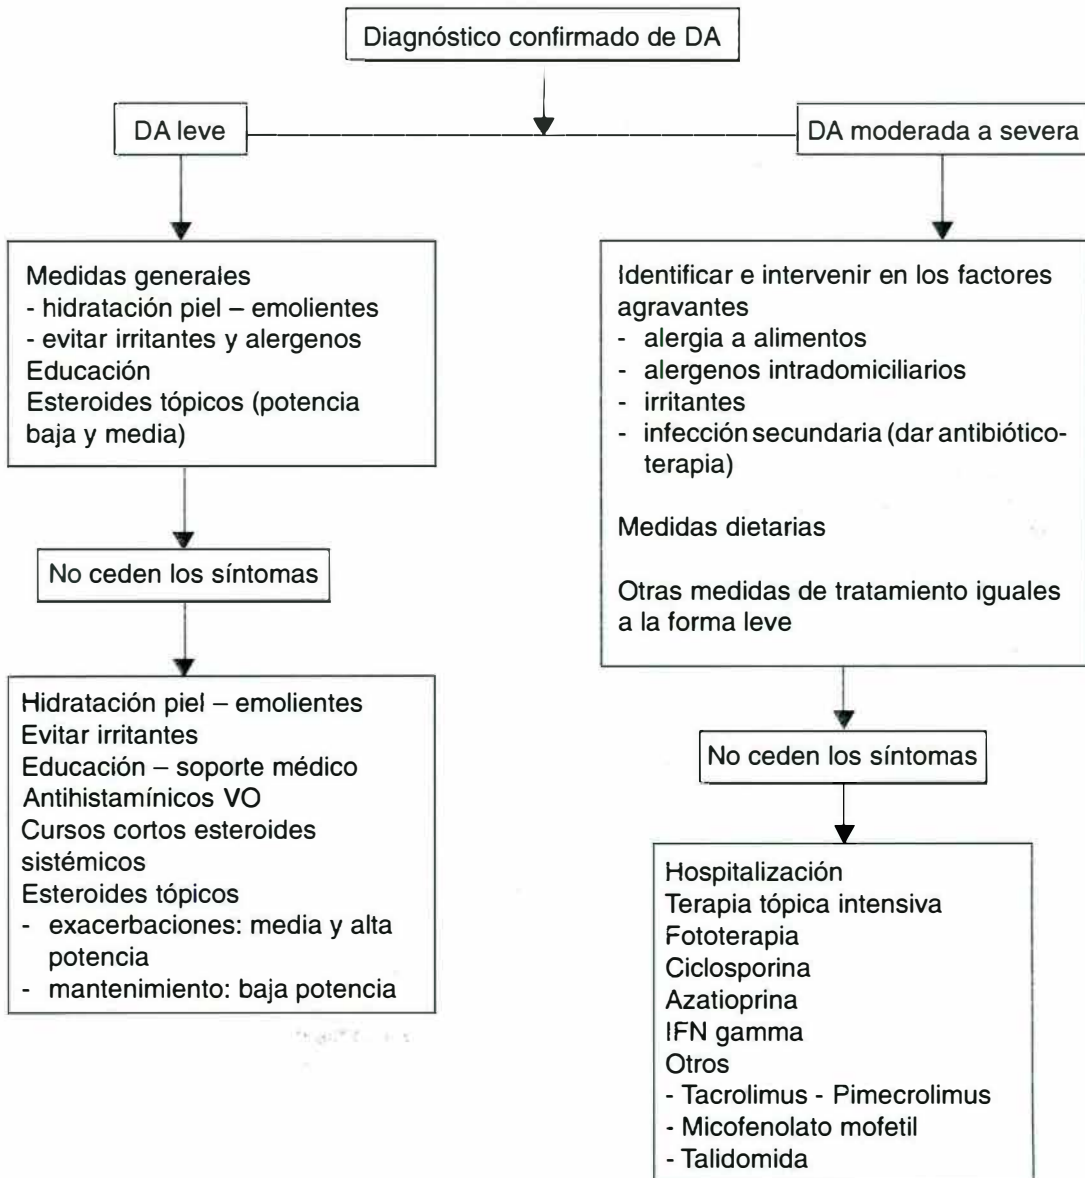 Diagnóstico confirmado de DA
DA leve
DA moderada a severa
Medidas generales
- hidratación piel – emolientes
- evitar irritantes y alergenos
Educación
Esteroides tópicos (potencia
baja y media)
No ceden los síntomas
Hidratación piel – emolientes
Evitar irritantes
Educación – soporte médico
Antihistamínicos VO
Cursos cortos esteroides
sistémicos
Esteroides tópicos
- exacerbaciones: media y alta
potencia
- mantenimiento: baja potencia
Identificar e intervenir en los factores
agravantes
- alergia a alimentos
- alergenos intradomiciliarios
- irritantes
- infección secundaria (dar antibiótico-
terapia)
Medidas dietarias
Otras medidas de tratamiento iguales
a la forma leve
No ceden los síntomas
Hospitalización
Terapia tópica intensiva
Fototerapia
Ciclosporina
Azatioprina
IFN gamma
Otros
- Tacrolimus - Pimecrolimus
- Micofenolato mofetil
- Talidomida